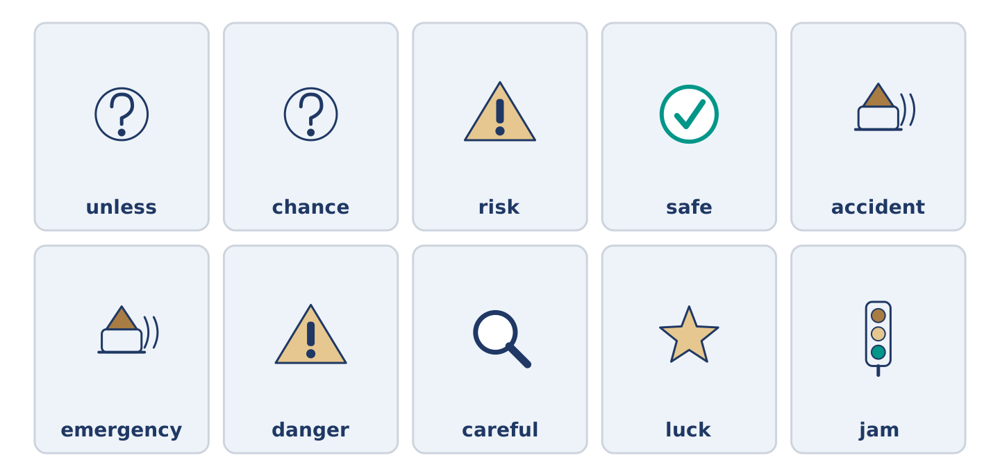 unless
chance
risk
safe
accident
emergency
danger
careful
luck
jam